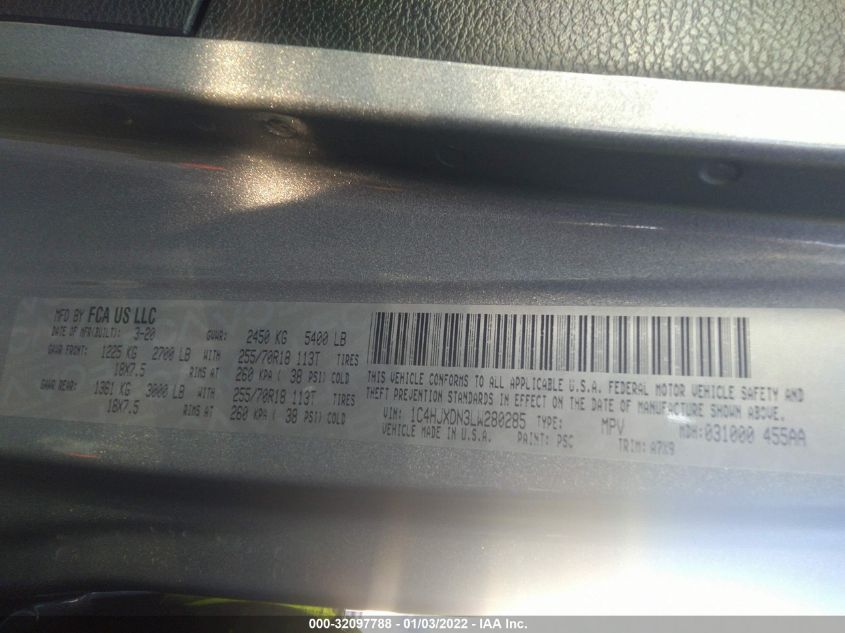 MFD BY FCA US LLC
DATE OF MFR(BUILT): 3-20 GVWR: 2450 KG 5400 LB
GAWR FRONT: 1225 KG 2700 LB WITH 255/70R18 113T TIRES
18X7.5 RIMS AT 260 KPA ( 38 PSI) COLD
GAWR REAR: 1361 KG 3000 LB WITH 255/70R18 113T TIRES
18X7.5 RIMS AT 260 KPA ( 38 PSI) COLD
THIS VEHICLE CONFORMS TO ALL APPLICABLE U.S.A. FEDERAL MOTOR VEHICLE SAFETY AND
THEFT PREVENTION STANDARDS IN EFFECT ON THE DATE OF MANUFACTURE SHOWN ABOVE.
VIN: 1C4HJXDN3LW280285 TYPE: MPV MDH: 031000 455AA
VEHICLE MADE IN U.S.A. PAINT: PSC TRIM: A7X9
000-32097788 - 01/03/2022 - IAA Inc.